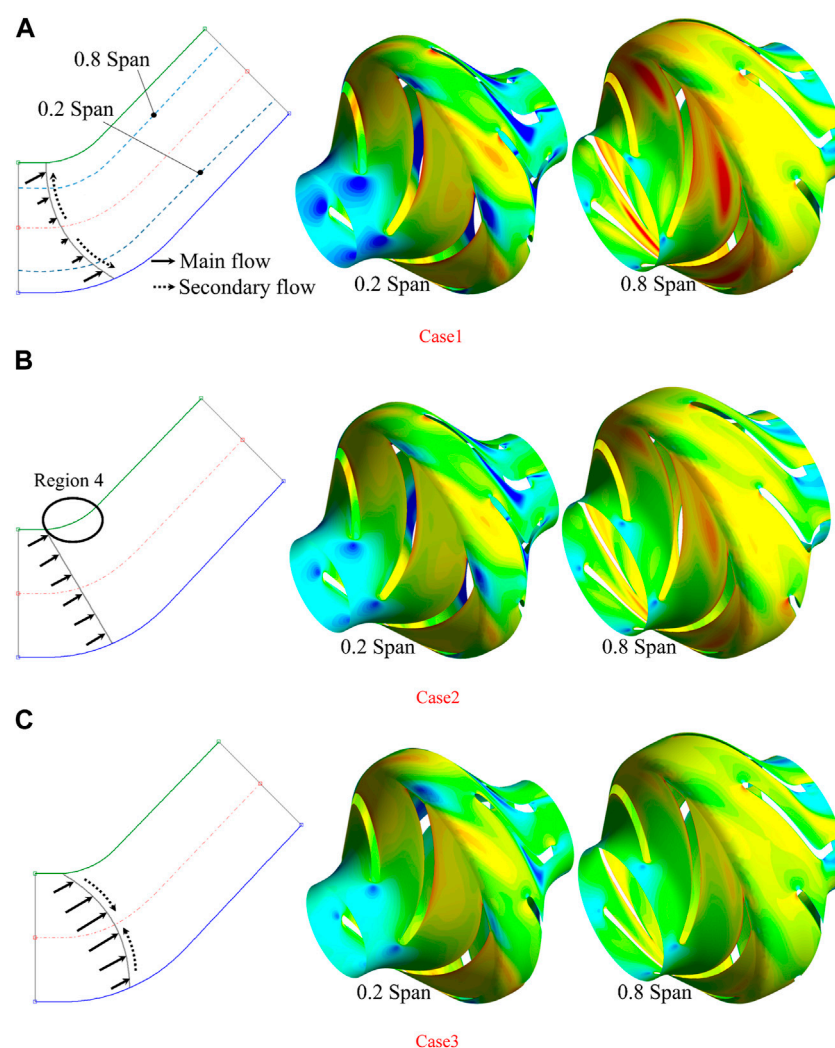 A
0.8 Span
0.2 Span
Main flow
Secondary flow
0.2 Span
0.8 Span
Case1
B
Region 4
0.2 Span
0.8 Span
Case2
C
0.2 Span
0.8 Span
Case3